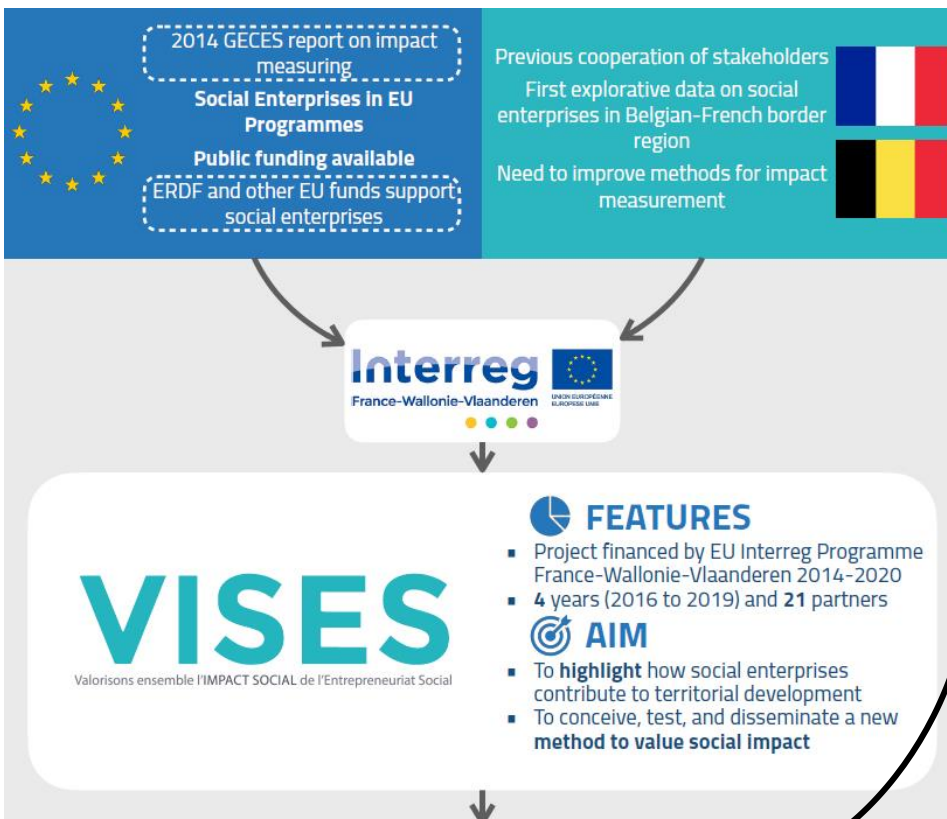 2014 GECES report on impact
measuring
Social Enterprises in EU
Programmes
Public funding available
ERDF and other EU funds support
social enterprises
Previous cooperation of stakeholders
First explorative data on social
enterprises in Belgian-French border
region
Need to improve methods for impact
measurement
Interreg
France-Wallonie-Vlaanderen
UNION EUROPÉENNE
EUROPESE UNIE
VISES
Valorisons ensemble l'IMPACT SOCIAL de l'Entrepreneuriat Social
FEATURES
▪ Project financed by EU Interreg Programme
France-Wallonie-Vlaanderen 2014-2020
▪ 4 years (2016 to 2019) and 21 partners
AIM
▪ To highlight how social enterprises
contribute to territorial development
▪ To conceive, test, and disseminate a new
method to value social impact